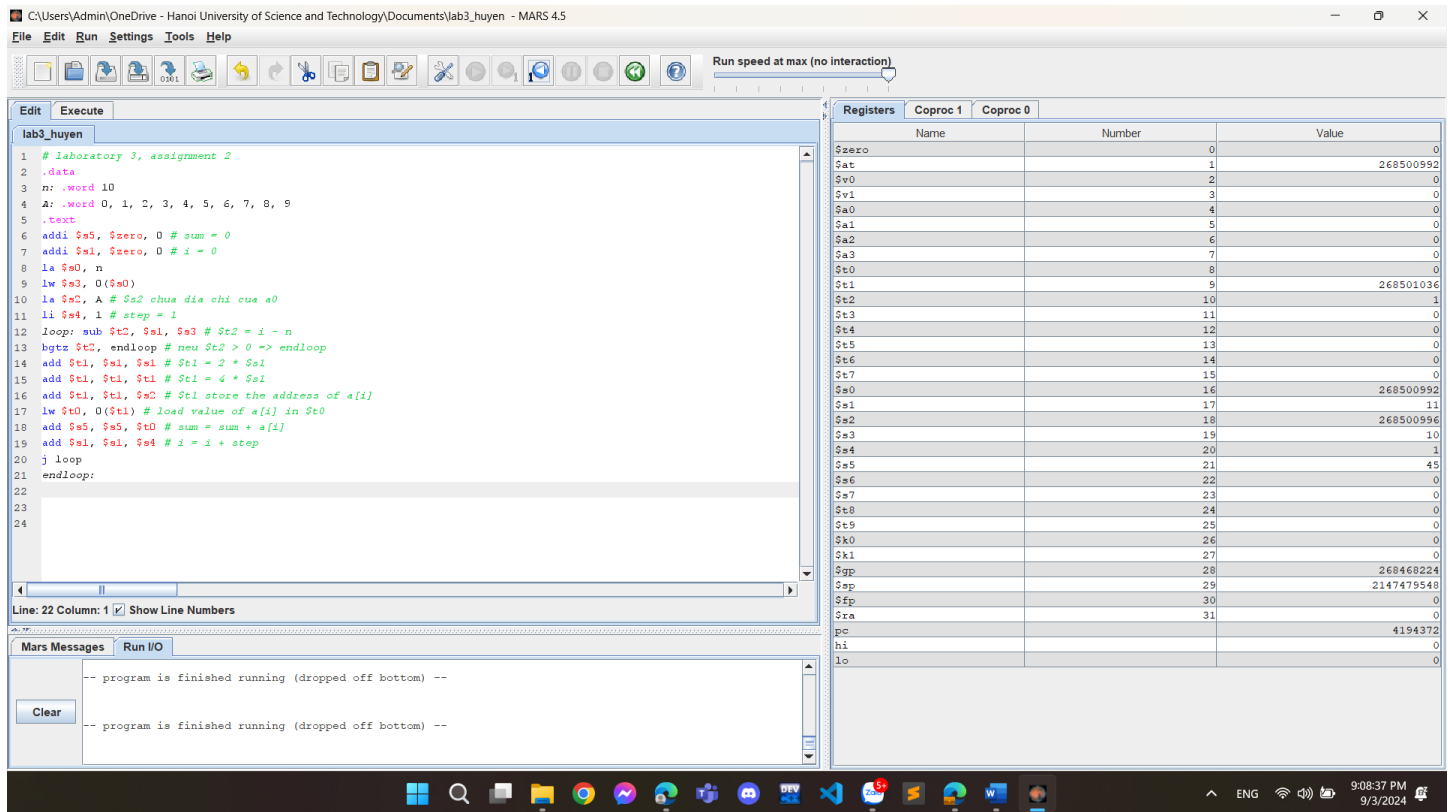 C:\Users\Admin\OneDrive - Hanoi University of Science and Technology\Documents\lab3_huyen - MARS 4.5
File Edit Run Settings Tools Help
Run speed at max (no interaction)
Edit Execute
lab3_huyen
1 # laboratory 3, assignment 2
2 .data
3 n: .word 10
4 A: .word 0, 1, 2, 3, 4, 5, 6, 7, 8, 9
5 .text
6 addi $s5, $zero, 0 # sum = 0
7 addi $s1, $zero, 0 # i = 0
8 la $s0, n
9 lw $s3, 0($s0)
10 la $s2, A # $s2 chua dia chi cua a0
11 li $s4, 1 # step = 1
12 loop: sub $t2, $s1, $s3 # $t2 = i - n
13 bgtz $t2, endloop # neu $t2 > 0 => endloop
14 add $t1, $s1, $s1 # $t1 = 2 * $s1
15 add $t1, $t1, $t1 # $t1 = 4 * $s1
16 add $t1, $t1, $s2 # $t1 store the address of a[i]
17 lw $t0, 0($t1) # load value of a[i] in $t0
18 add $s5, $s5, $t0 # sum = sum + a[i]
19 add $s1, $s1, $s4 # i = i + step
20 j loop
21 endloop:
22
23
24
Line: 22 Column: 1 Show Line Numbers
Mars Messages Run I/O
-- program is finished running (dropped off bottom) --
Clear
-- program is finished running (dropped off bottom) --
Registers Coproc 1 Coproc 0
Name Number Value
$zero 0 0
$at 1 268500992
$v0 2 0
$v1 3 0
$a0 4 0
$a1 5 0
$a2 6 0
$a3 7 0
$t0 8 0
$t1 9 268501036
$t2 10 1
$t3 11 0
$t4 12 0
$t5 13 0
$t6 14 0
$t7 15 0
$s0 16 268500992
$s1 17 11
$s2 18 268500996
$s3 19 10
$s4 20 1
$s5 21 45
$s6 22 0
$s7 23 0
$t8 24 0
$t9 25 0
$k0 26 0
$k1 27 0
$gp 28 268468224
$sp 29 2147479548
$fp 30 0
$ra 31 0
pc 4194372
hi 0
lo 0
ENG
9:08:37 PM
9/3/2024